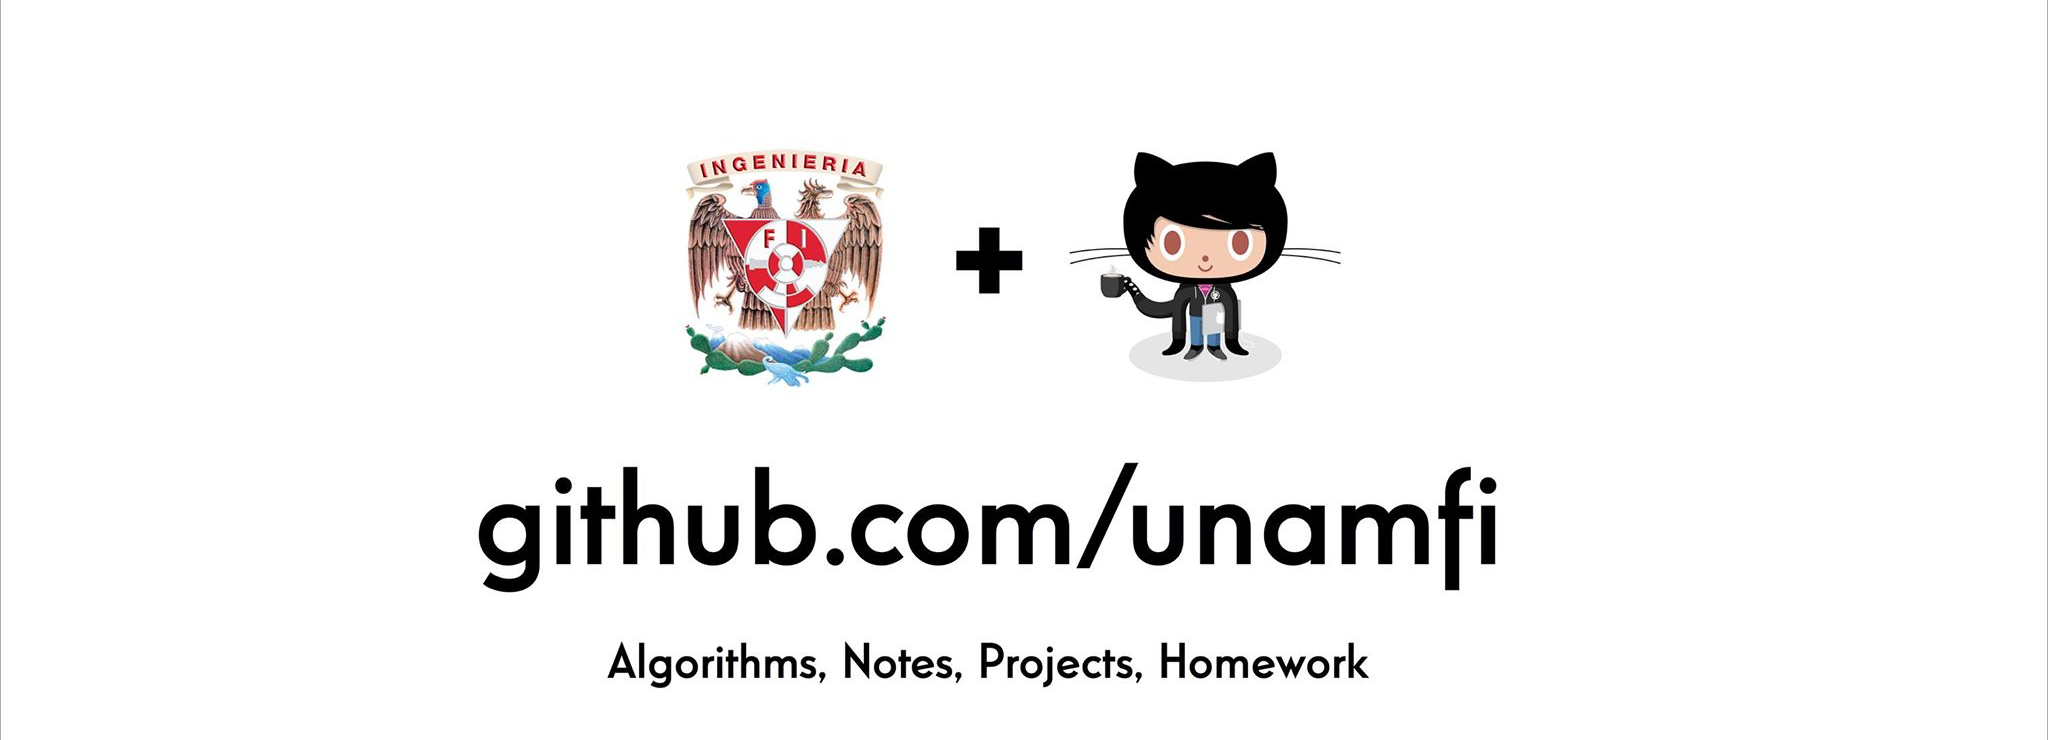 INGENIERIA
F I
github.com/unamfi
Algorithms, Notes, Projects, Homework